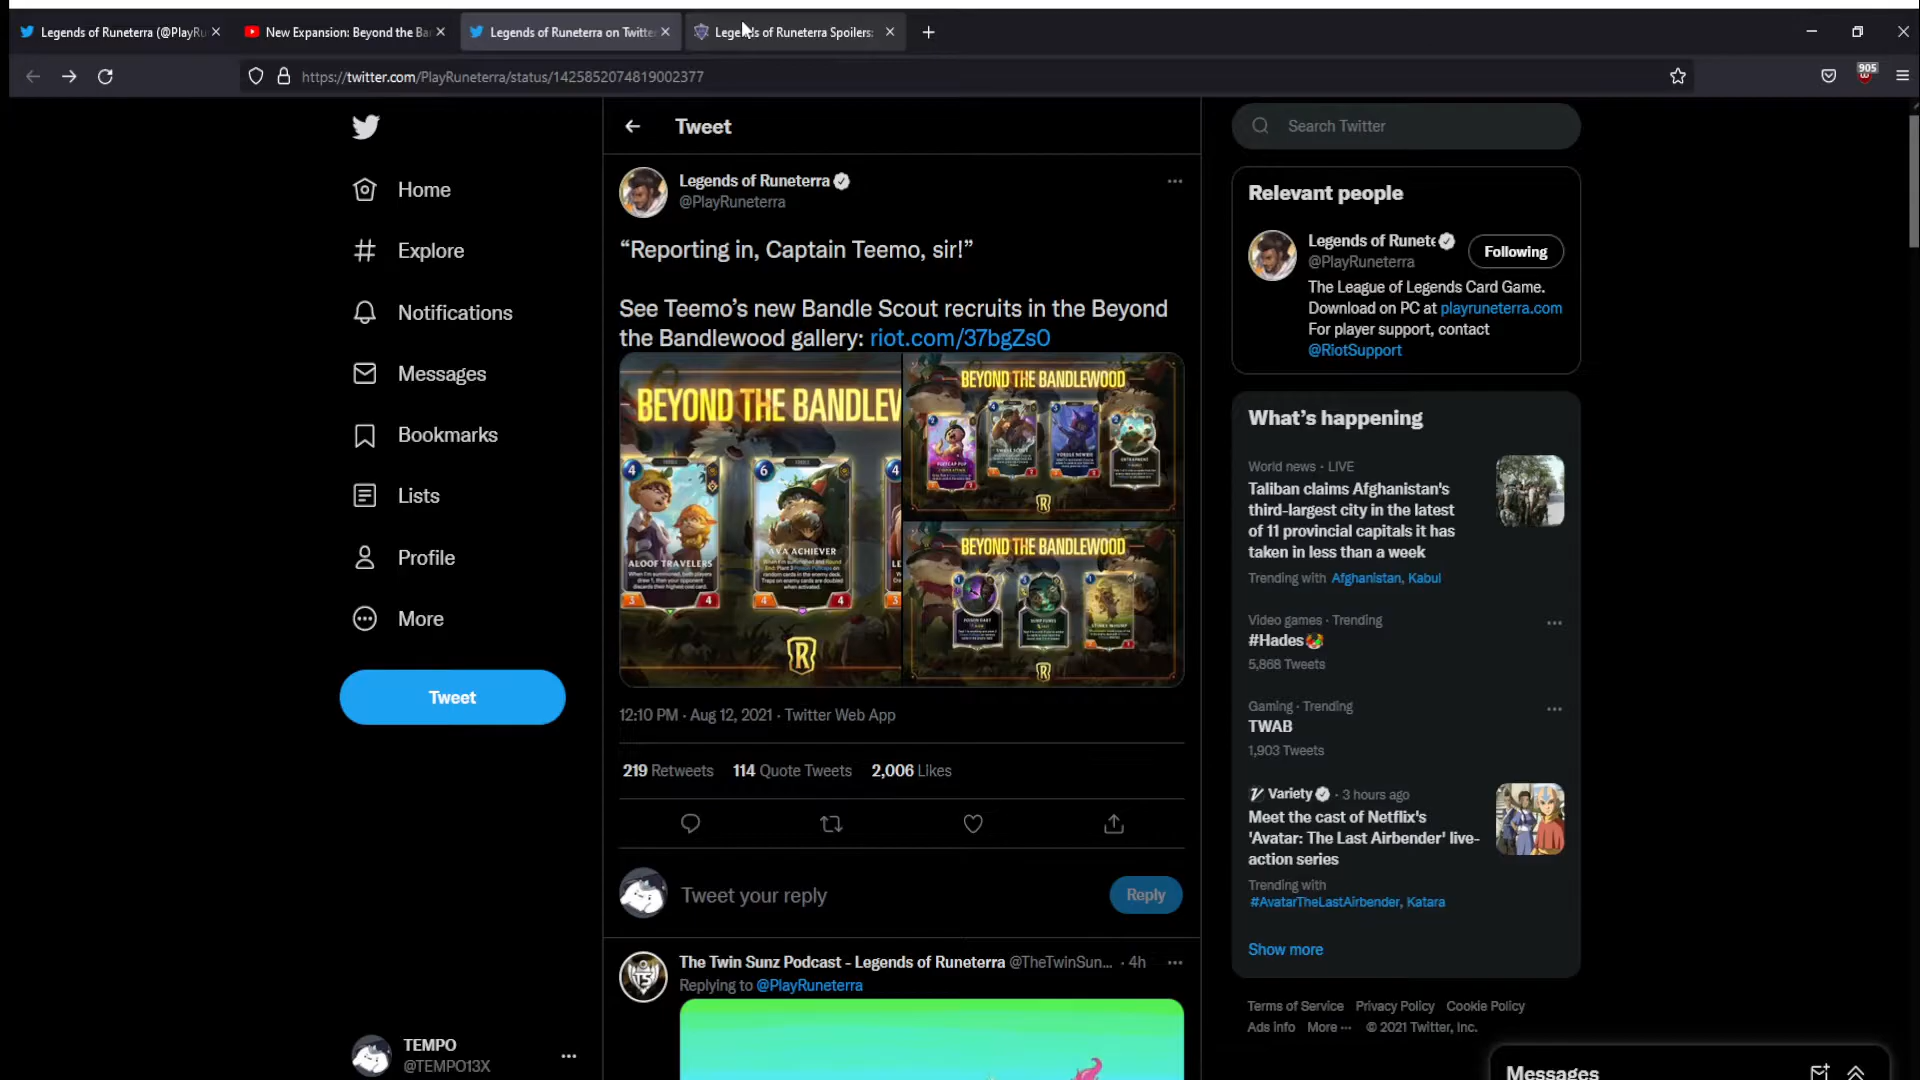 Legends of Runeterra (@PlayRu
New Expansion: Beyond the Ba
Legends of Runeterra on Twitte
Legends of Runeterra Spoilers:
https://twitter.com/PlayRuneterra/status/1425852074819002377
905
Tweet
Search Twitter
Home
Explore
Notifications
Messages
Bookmarks
Lists
Profile
More
Tweet
TEMPO
@TEMPO13X
Legends of Runeterra
@PlayRuneterra
“Reporting in, Captain Teemo, sir!”
See Teemo’s new Bandle Scout recruits in the Beyond
the Bandlewood gallery: riot.com/37bgZsO
BEYOND THE BANDLEW
4
6
4
ALOOF TRAVELERS
AVA ACHIEVER
3
4
4
4
BEYOND THE BANDLEWOOD
BEYOND THE BANDLEWOOD
12:10 PM · Aug 12, 2021 · Twitter Web App
219 Retweets 114 Quote Tweets 2,006 Likes
Tweet your reply
Reply
The Twin Sunz Podcast - Legends of Runeterra @TheTwinSun... · 4h
Replying to @PlayRuneterra
Relevant people
Legends of Runete
@PlayRuneterra
Following
The League of Legends Card Game.
Download on PC at playruneterra.com
For player support, contact
@RiotSupport
What’s happening
World news · LIVE
Taliban claims Afghanistan's
third-largest city in the latest
of 11 provincial capitals it has
taken in less than a week
Trending with Afghanistan, Kabul
Video games · Trending
#Hades
5,868 Tweets
Gaming · Trending
TWAB
1,903 Tweets
Variety · 3 hours ago
Meet the cast of Netflix's
'Avatar: The Last Airbender' live-
action series
Trending with
#AvatarTheLastAirbender, Katara
Show more
Terms of Service Privacy Policy Cookie Policy
Ads info More ··· © 2021 Twitter, Inc.
Messages